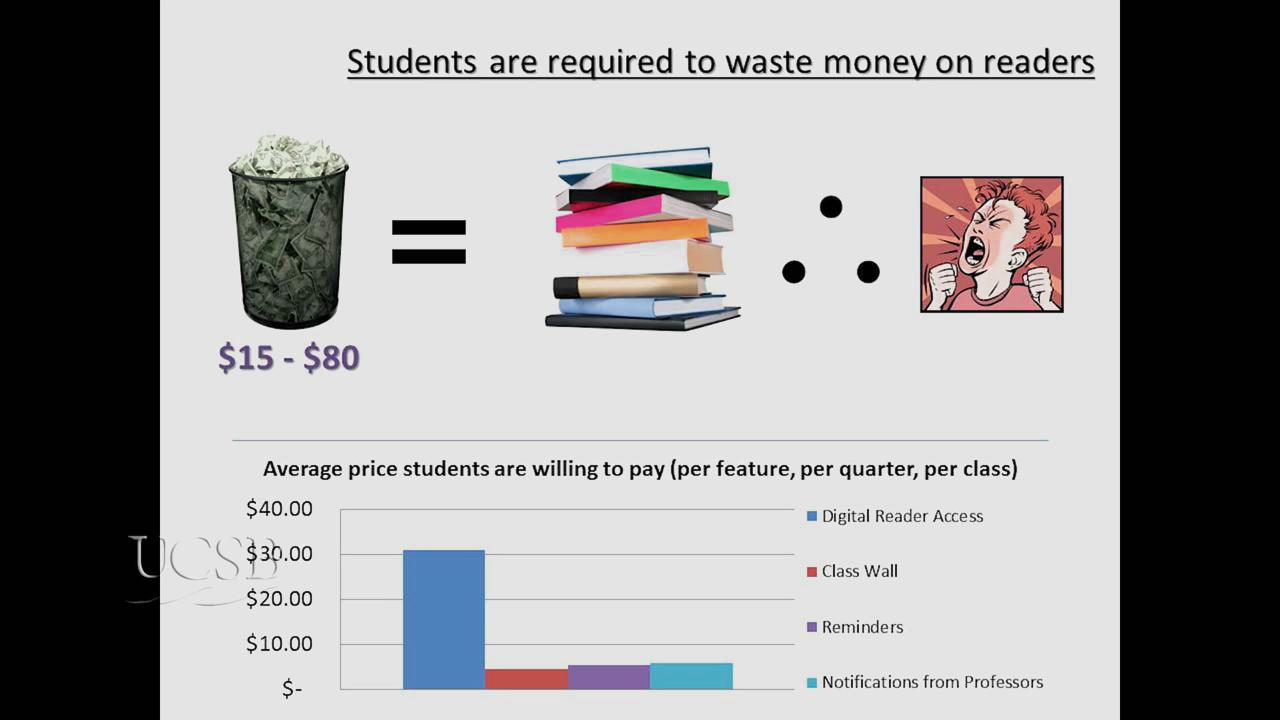 Students are required to waste money on readers
=
$15 - $80
Average price students are willing to pay (per feature, per quarter, per class)
$40.00
$30.00
$20.00
$10.00
$-
Digital Reader Access
Class Wall
Reminders
Notifications from Professors
UCSB